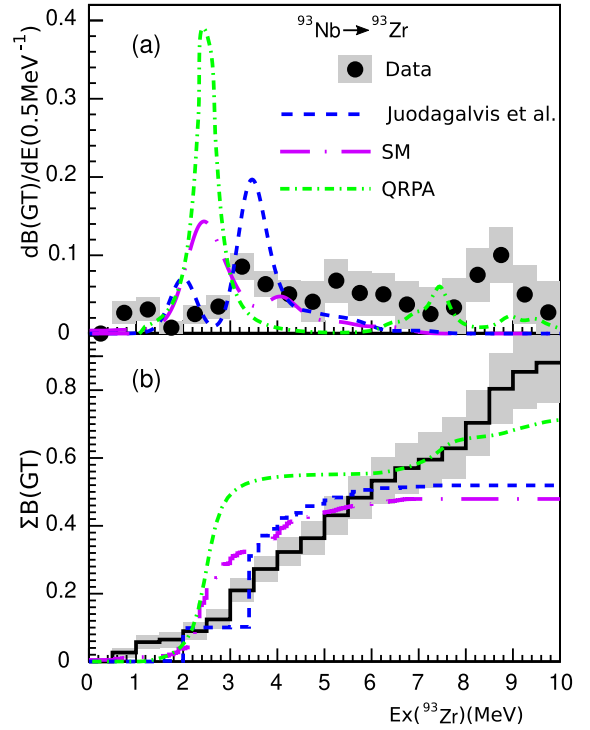 0.4
0.3
0.2
0.1
0
dB(GT)/dE(0.5MeV⁻¹)
(a)
⁹³Nb→⁹³Zr
Data
Juodagalvis et al.
SM
QRPA
(b)
0.8
0.6
0.4
0.2
0
ΣB(GT)
0 1 2 3 4 5 6 7 8 9 10
Ex(⁹³Zr)(MeV)